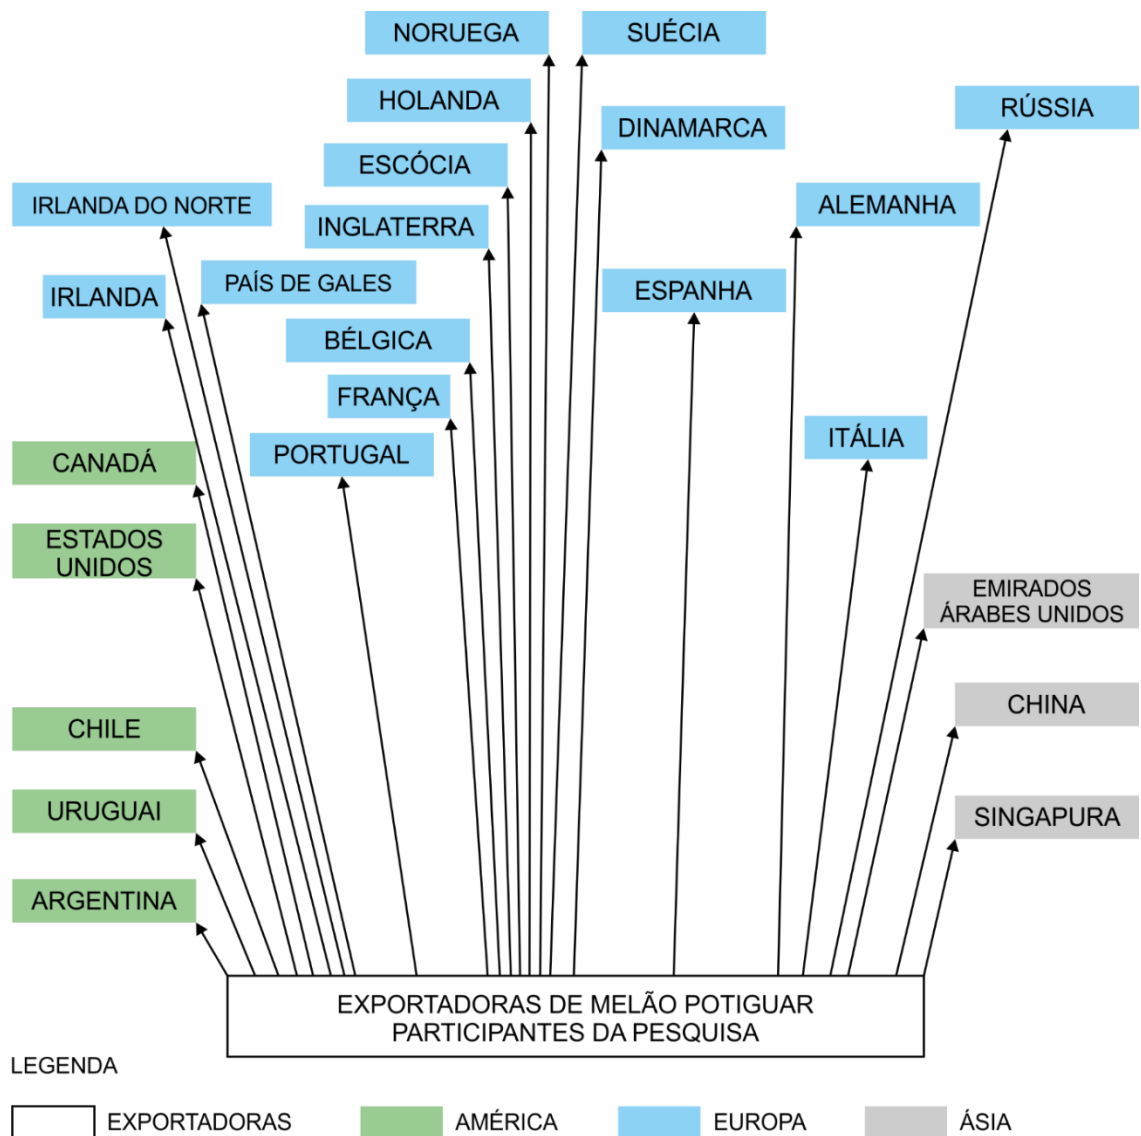 NORUEGA
SUÉCIA
HOLANDA
RÚSSIA
DINAMARCA
ESCÓCIA
IRLANDA DO NORTE
ALEMANHA
INGLATERRA
PAÍS DE GALES
IRLANDA
ESPANHA
BÉLGICA
FRANÇA
ITÁLIA
PORTUGAL
CANADÁ
ESTADOS
UNIDOS
EMIRADOS
ÁRABES UNIDOS
CHINA
CHILE
URUGUAI
SINGAPURA
ARGENTINA
EXPORTADORAS DE MELÃO POTIGUAR
PARTICIPANTES DA PESQUISA
LEGENDA
EXPORTADORAS
AMÉRICA
EUROPA
ÁSIA